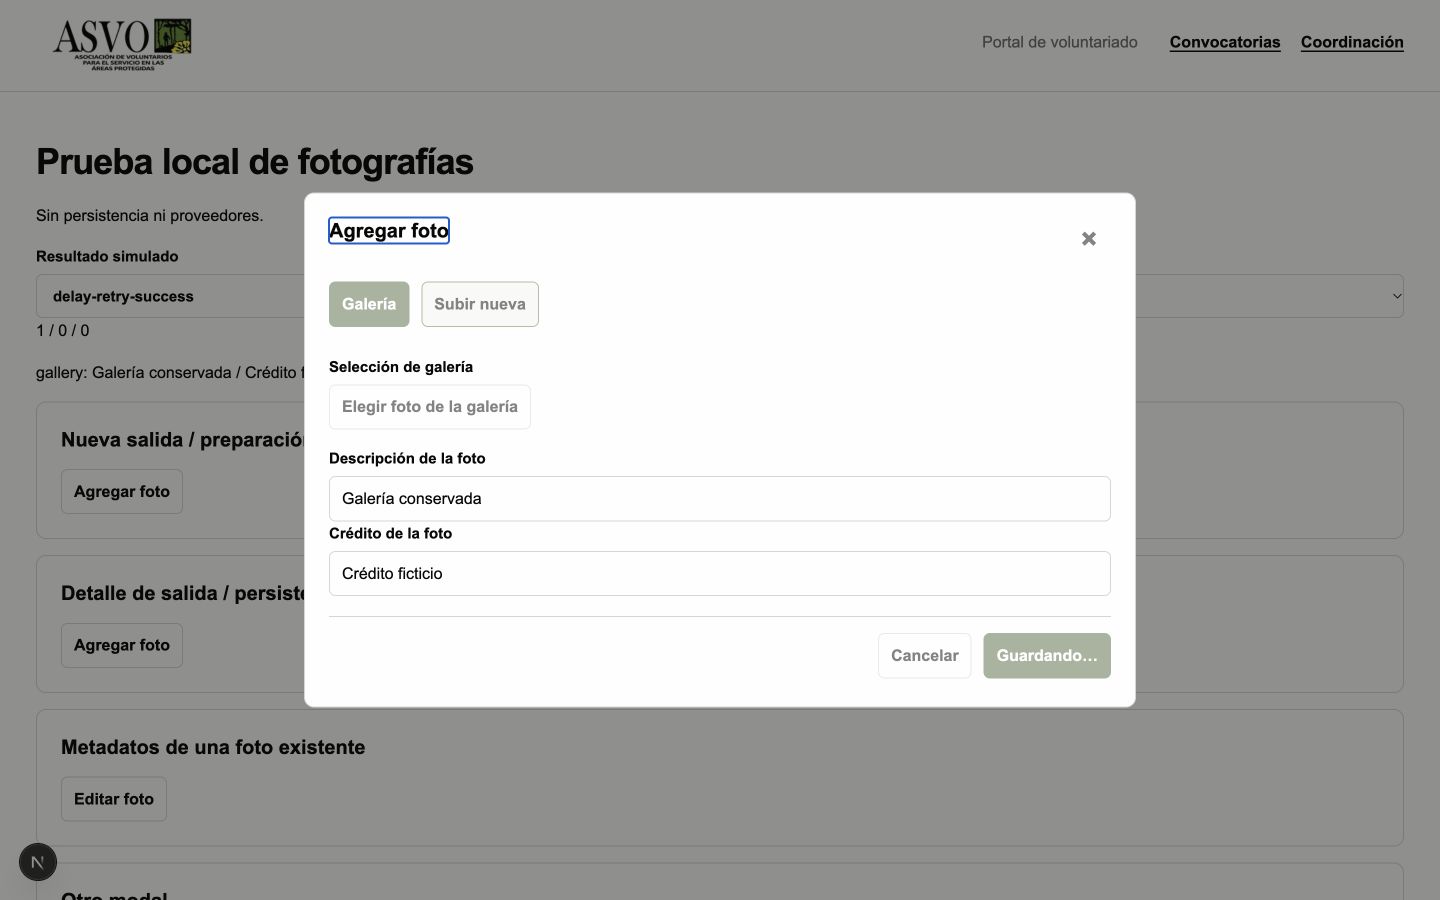 ASVO
ASOCIACIÓN DE VOLUNTARIOS
PARA EL SERVICIO EN LAS
ÁREAS PROTEGIDAS
Portal de voluntariado
Convocatorias
Coordinación
Prueba local de fotografías
Sin persistencia ni proveedores.
Resultado simulado
delay-retry-success
1 / 0 / 0
gallery: Galería conservada / Crédito
Nueva salida / preparación
Agregar foto
Detalle de salida /
Agregar foto
Metadatos de una foto existente
Editar foto
Otro modal
N
Agregar foto
Galería
Subir nueva
Selección de galería
Elegir foto de la galería
Descripción de la foto
Galería conservada
Crédito de la foto
Crédito ficticio
Cancelar
Guardando...